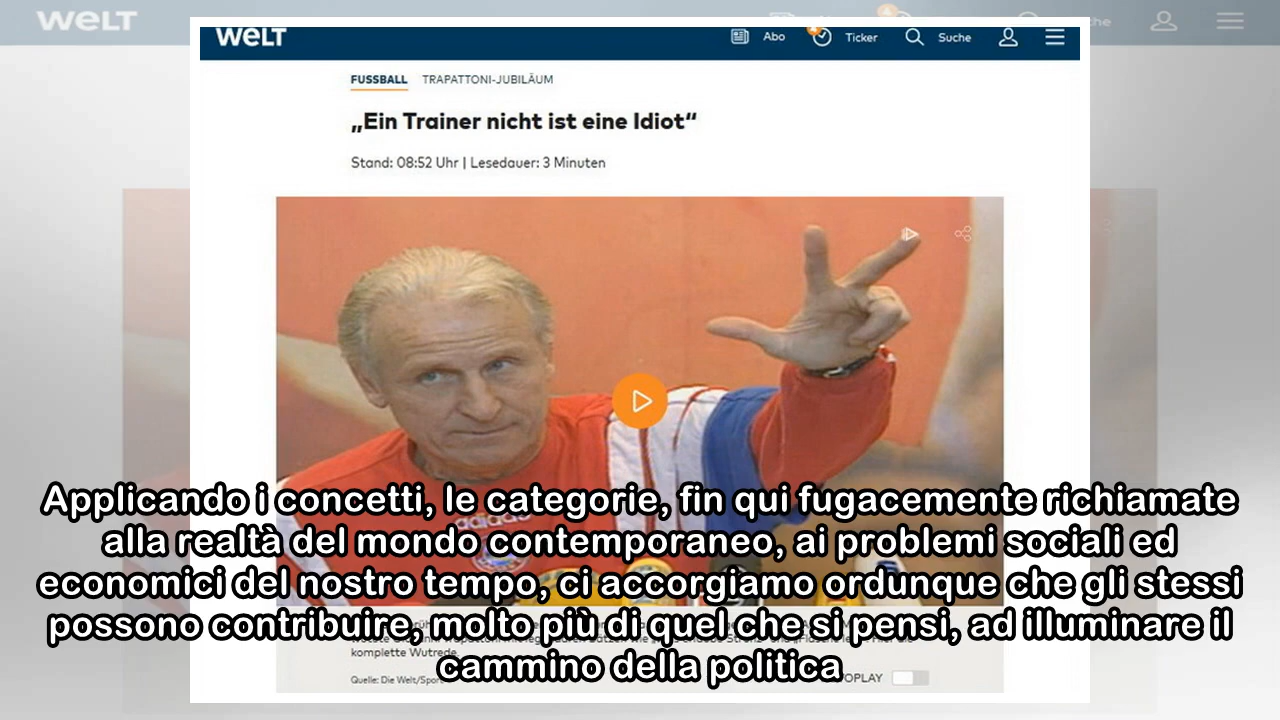 WELT
WELT
Abo
Ticker
Suche
FUSSBALL TRAPATTONI-JUBILÄUM
„Ein Trainer nicht ist eine Idiot“
Stand: 08:52 Uhr | Lesedauer: 3 Minuten
adidas
Applicando i concetti, le categorie, fin qui fugacemente richiamate
alla realtà del mondo contemporaneo, ai problemi sociali ed
economici del nostro tempo, ci accorgiamo ordunque che gli stessi
possono contribuire, molto più di quel che si pensi, ad illuminare il
cammino della politica
komplette Wutrede.
Quelle: Die Welt/Sport